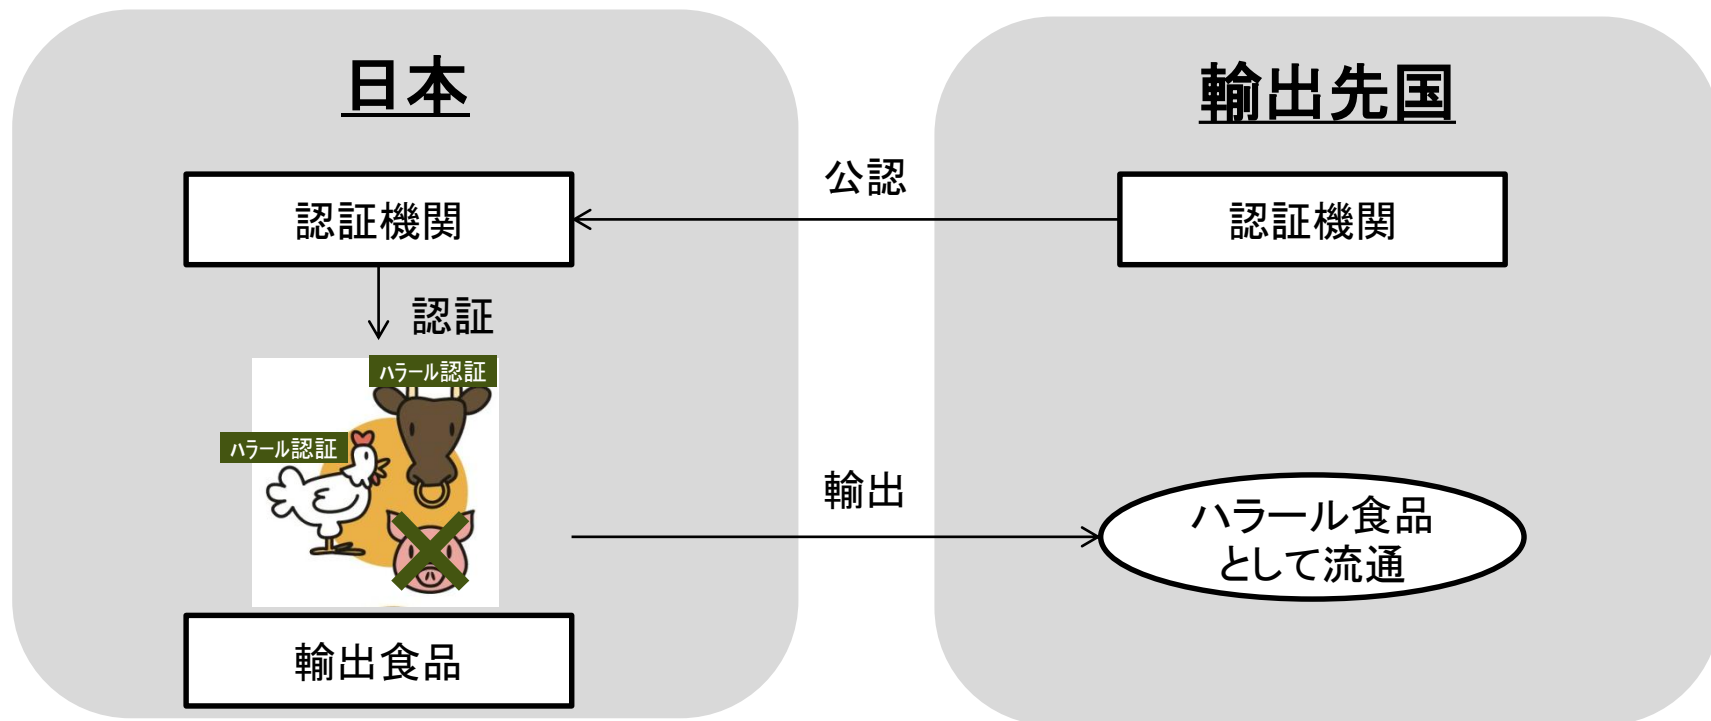 日本
輸出先国
公認
認証機関
認証機関
認証
ハラール認証
ハラール認証
輸出
ハラール食品
として流通
輸出食品